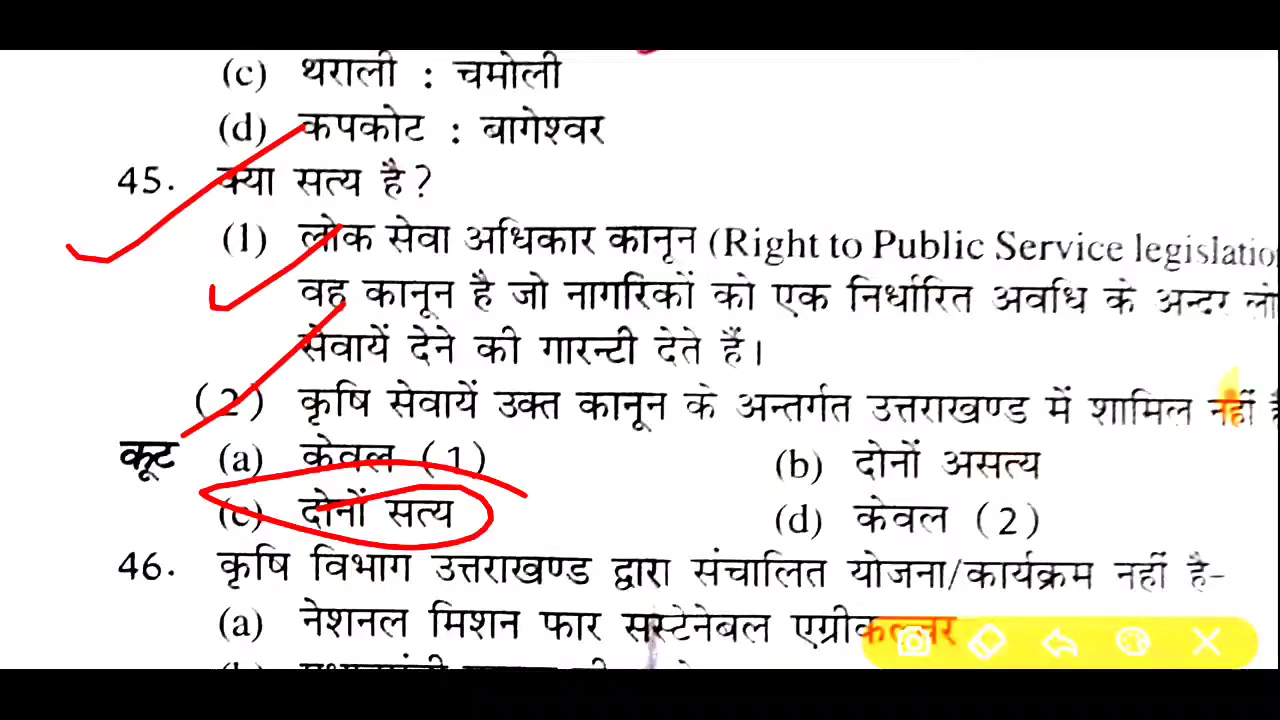 (c) थराली : चमोली
(d) कपकोट : बागेश्वर
45. क्या सत्य है?
(1) लोक सेवा अधिकार कानून (Right to Public Service legislatio
वह कानून है जो नागरिकों को एक निर्धारित अवधि के अन्दर लो
सेवायें देने की गारन्टी देते हैं।
(2) कृषि सेवायें उक्त कानून के अन्तर्गत उत्तराखण्ड में शामिल नहीं
कूट (a) केवल (1) (b) दोनों असत्य
(c) दोनों सत्य (d) केवल (2)
46. कृषि विभाग उत्तराखण्ड द्वारा संचालित योजना/कार्यक्रम नहीं है-
(a) नेशनल मिशन फार सस्टेनेबल एग्रीकल्चर